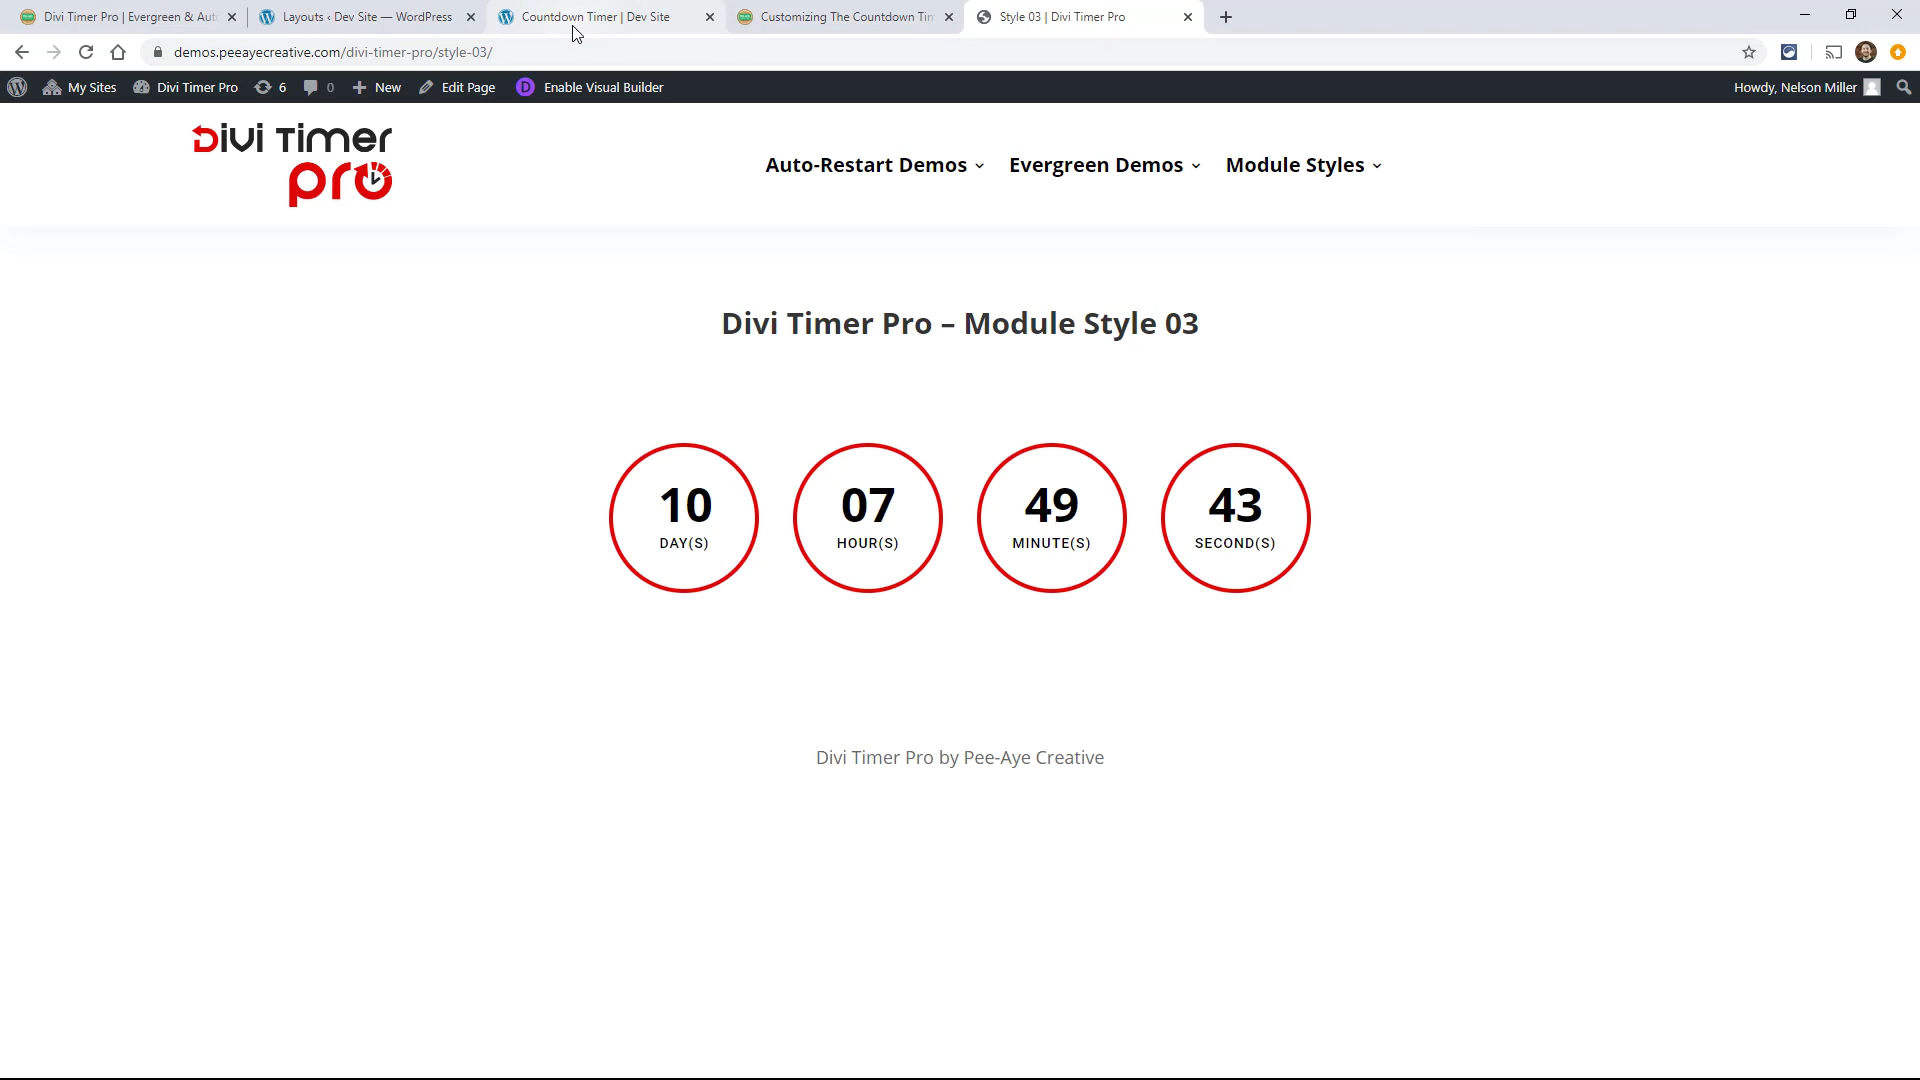 Divi Timer Pro | Evergreen & Aut
Layouts ‹ Dev Site — WordPress
Countdown Timer | Dev Site
Customizing The Countdown Tim
Style 03 | Divi Timer Pro
demos.peeayecreative.com/divi-timer-pro/style-03/
My Sites
Divi Timer Pro
6
0
New
Edit Page
D
Enable Visual Builder
Howdy, Nelson Miller
Divi Timer
pro
Auto-Restart Demos
Evergreen Demos
Module Styles
Divi Timer Pro – Module Style 03
10
07
49
43
DAY(S)
HOUR(S)
MINUTE(S)
SECOND(S)
Divi Timer Pro by Pee-Aye Creative